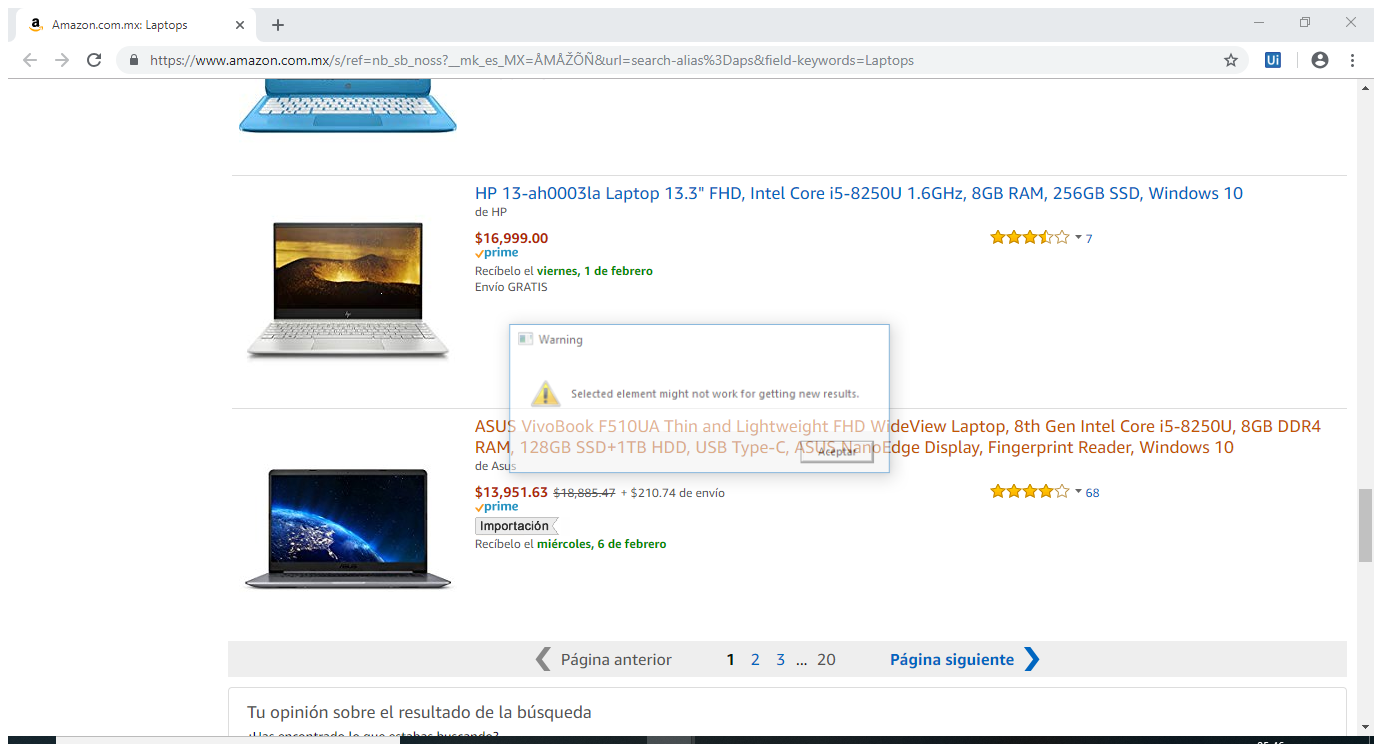 Amazon.com.mx: Laptops
https://www.amazon.com.mx/s/ref=nb_sb_noss?__mk_es_MX=ÅMÅŽÕÑ&url=search-alias%3Daps&field-keywords=Laptops
Ui
HP 13-ah0003la Laptop 13.3" FHD, Intel Core i5-8250U 1.6GHz, 8GB RAM, 256GB SSD, Windows 10
de HP
$16,999.00
7
prime
Recíbelo el viernes, 1 de febrero
Envío GRATIS
Warning
Selected element might not work for getting new results.
Aceptar
ASUS VivoBook F510UA Thin and Lightweight FHD WideView Laptop, 8th Gen Intel Core i5-8250U, 8GB DDR4
RAM, 128GB SSD+1TB HDD, USB Type-C, ASUS NanoEdge Display, Fingerprint Reader, Windows 10
de Asus
$13,951.63 $18,885.47 + $210.74 de envío
68
prime
Importación
Recíbelo el miércoles, 6 de febrero
Página anterior 1 2 3 ... 20 Página siguiente
Tu opinión sobre el resultado de la búsqueda
¿Has encontrado lo que estabas buscando?